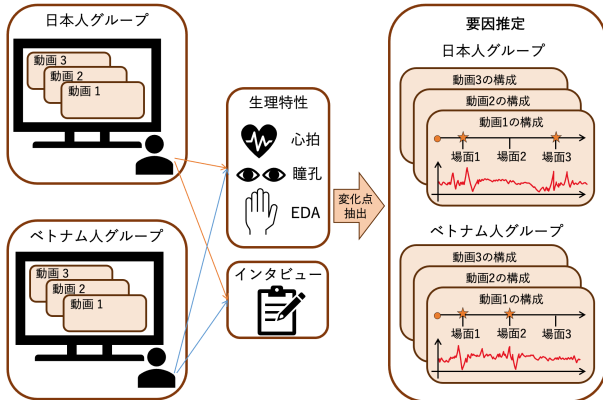 日本人グループ
動画 3
動画 2
動画 1
ベトナム人グループ
動画 3
動画 2
動画 1
生理特性
心拍
瞳孔
EDA
インタビュー
変化点
抽出
要因推定
日本人グループ
動画3の構成
動画2の構成
動画1の構成
場面1
場面2
場面3
ベトナム人グループ
動画3の構成
動画2の構成
動画1の構成
場面1
場面2
場面3